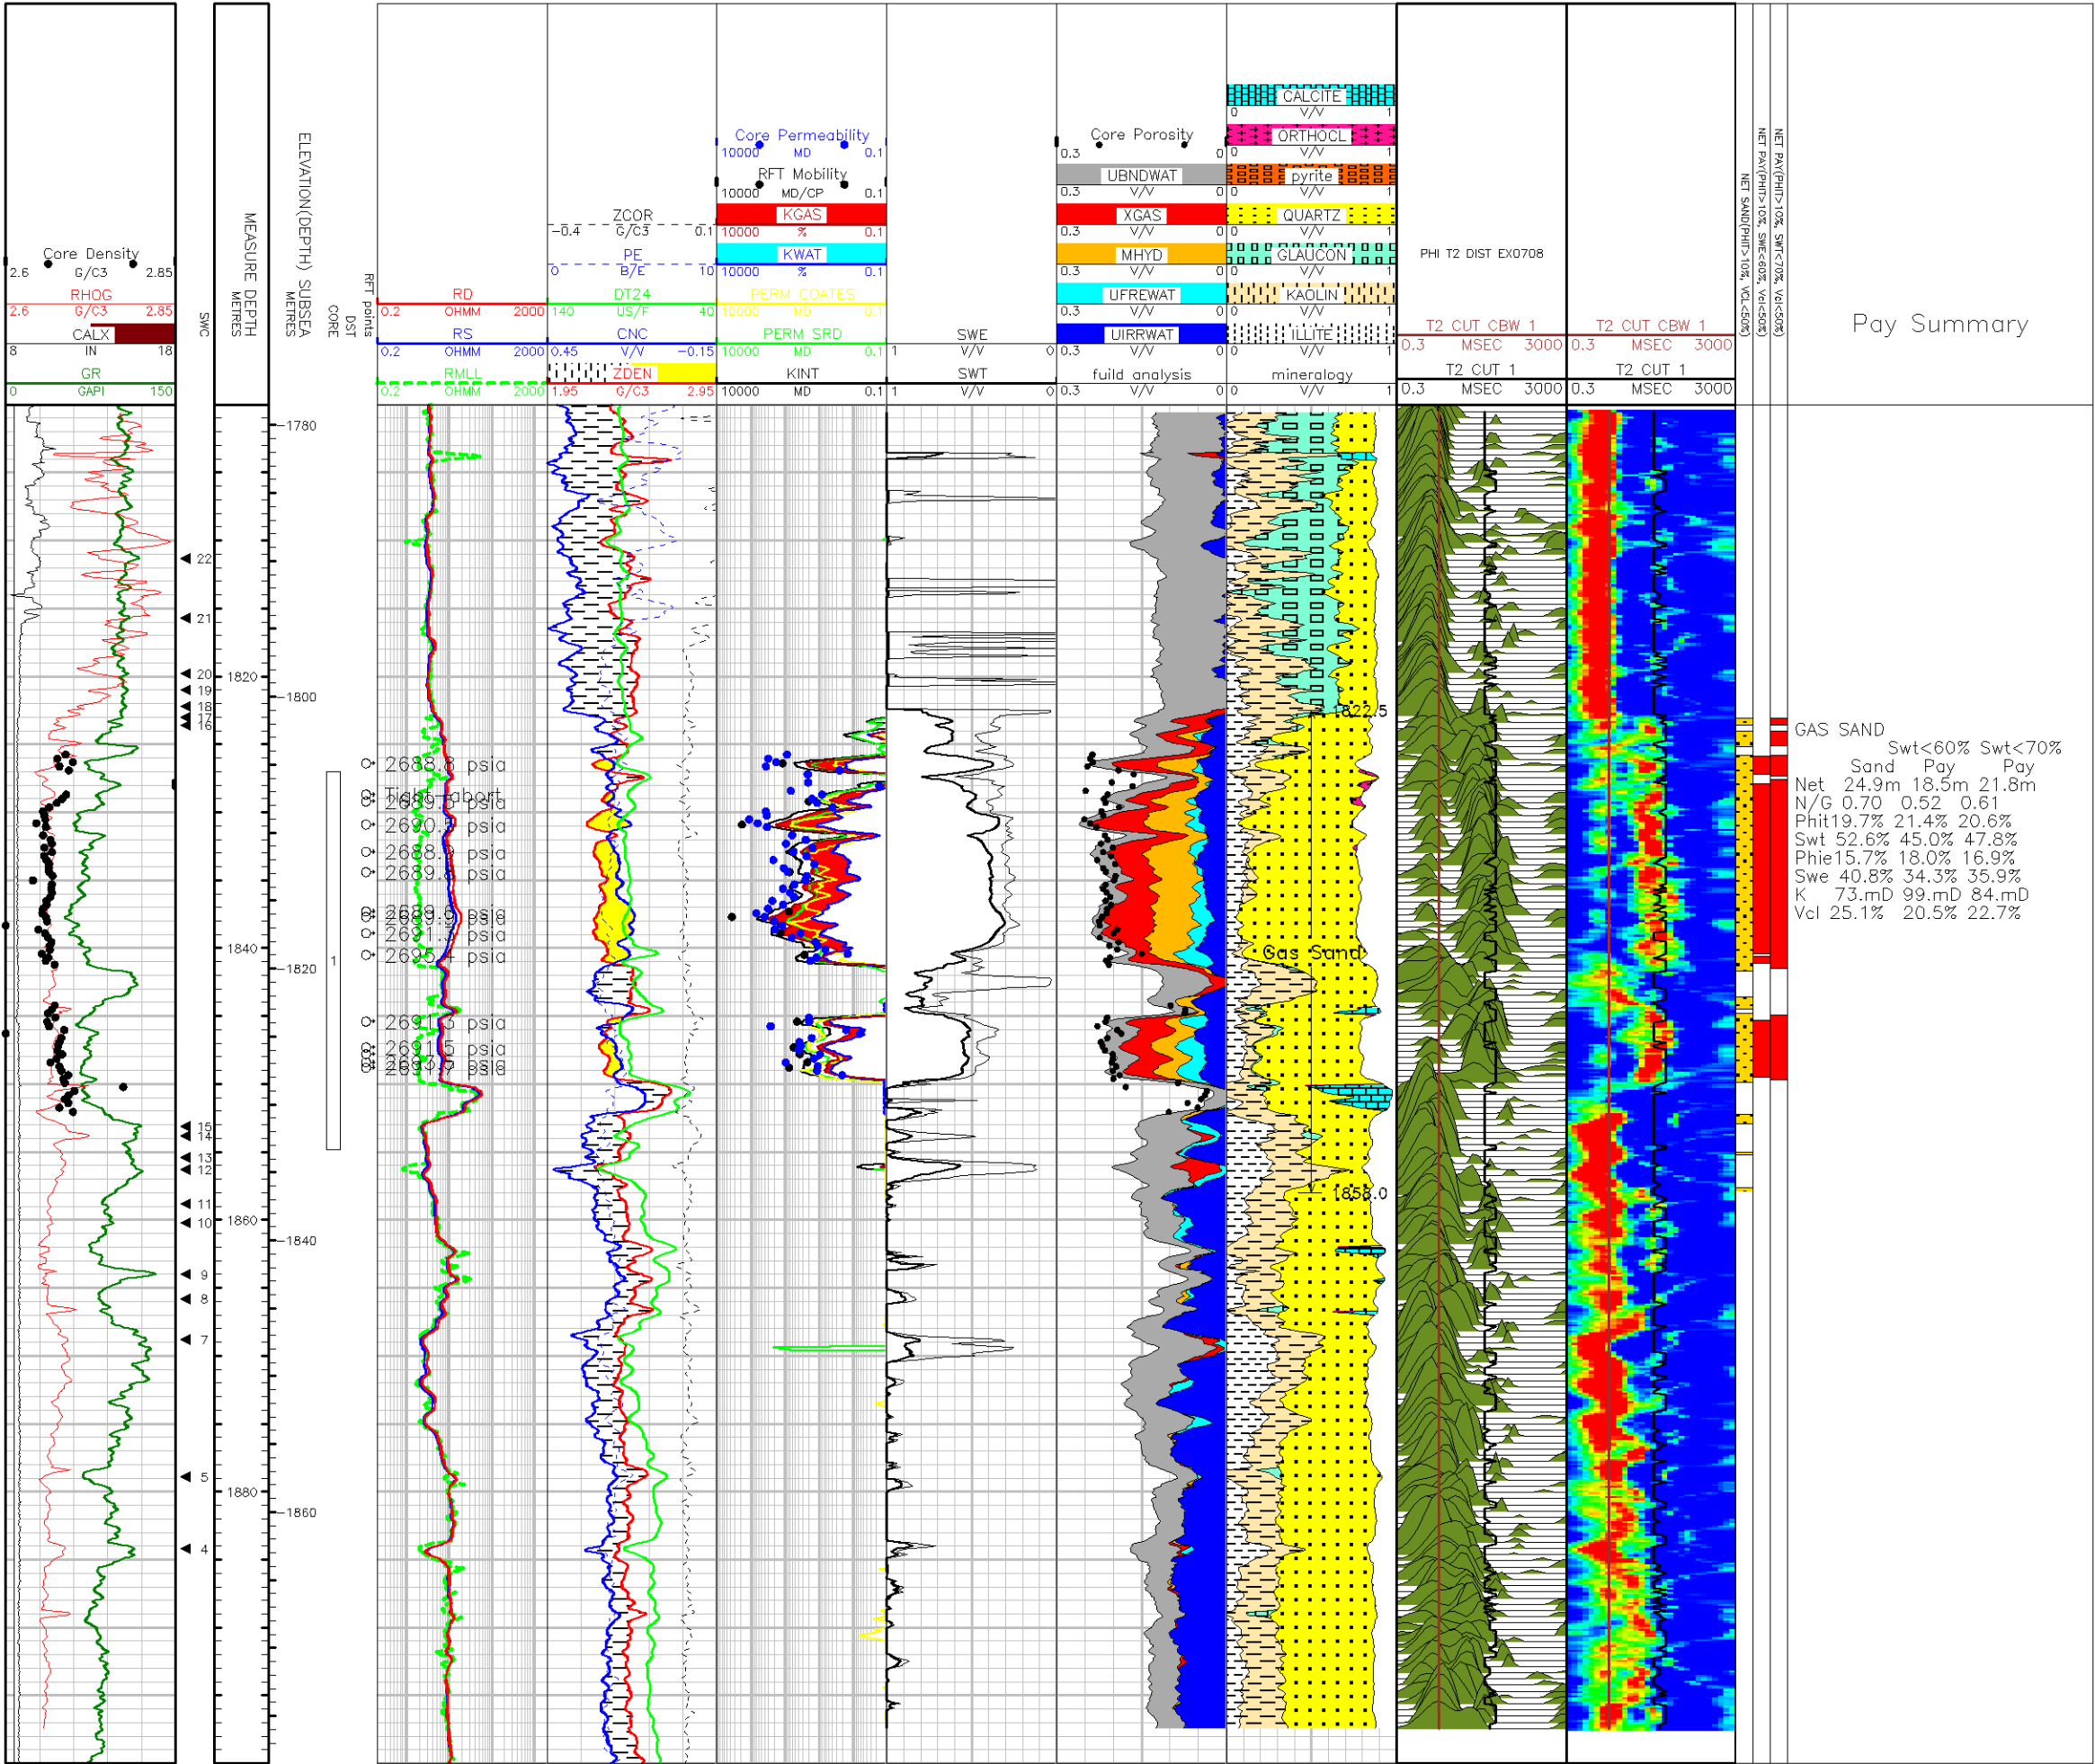 Core Density
2.6 G/C3 2.85
RHOG
2.6 G/C3 2.85
CALX
8 IN 18
GR
0 GAPI 150
SWC
MEASURE DEPTH
METRES
ELEVATION(DEPTH) SUBSEA
METRES
CORE
DST
RFT points
RD
0.2 OHMM 2000
RS
0.2 OHMM 2000
RMLL
0.2 OHMM 2000
ZCOR
-0.4 G/C3 0.1
PE
0 B/E 10
DT24
140 US/F 40
CNC
0.45 V/V -0.15
ZDEN
1.95 G/C3 2.95
Core Permeability
10000 MD 0.1
RFT Mobility
10000 MD/CP 0.1
KGAS
10000 % 0.1
KWAT
10000 % 0.1
PERM COATES
10000 MD 0.1
PERM SRD
10000 MD 0.1
KINT
10000 MD 0.1
SWE
1 V/V 0
SWT
1 V/V 0
Core Porosity
0.3 0
UBNDWAT
0.3 V/V 0
XGAS
0.3 V/V 0
MHYD
0.3 V/V 0
UFREWAT
0.3 V/V 0
UIRRWAT
0.3 V/V 0
fuild analysis
0.3 V/V 0
CALCITE
0 V/V 1
ORTHOCL
0 V/V 1
pyrite
0 V/V 1
QUARTZ
0 V/V 1
GLAUCON
0 V/V 1
KAOLIN
0 V/V 1
ILLITE
0 V/V 1
mineralogy
0 V/V 1
PHI T2 DIST EX0708
T2 CUT CBW 1
0.3 MSEC 3000
T2 CUT 1
0.3 MSEC 3000
T2 CUT CBW 1
0.3 MSEC 3000
T2 CUT 1
0.3 MSEC 3000
NET SAND(PHIT>10%, VCL<50%)
NET PAY(PHIT>10%, SWE<60%, Vcl<50%)
NET PAY(PHIT>10%, SWT<70%, Vcl<50%)
Pay Summary
-1780
22
21
20
1820
19
-1800
18
17
16
1822.5
GAS SAND
Swt<60% Swt<70%
Sand Pay Pay
Net 24.9m 18.5m 21.8m
N/G 0.70 0.52 0.61
Phit19.7% 21.4% 20.6%
Swt 52.6% 45.0% 47.8%
Phie15.7% 18.0% 16.9%
Swe 40.8% 34.3% 35.9%
K 73.mD 99.mD 84.mD
Vcl 25.1% 20.5% 22.7%
2688.8 psia
Tight-abort
psia
2690.5 psia
psia
psia
psia
psia
1840
Gas Sand
-1820
1
2691.3 psia
2691.5 psia
psia
15
14
13
12
1858.0
11
10
1860
-1840
9
8
7
5
1880
-1860
4